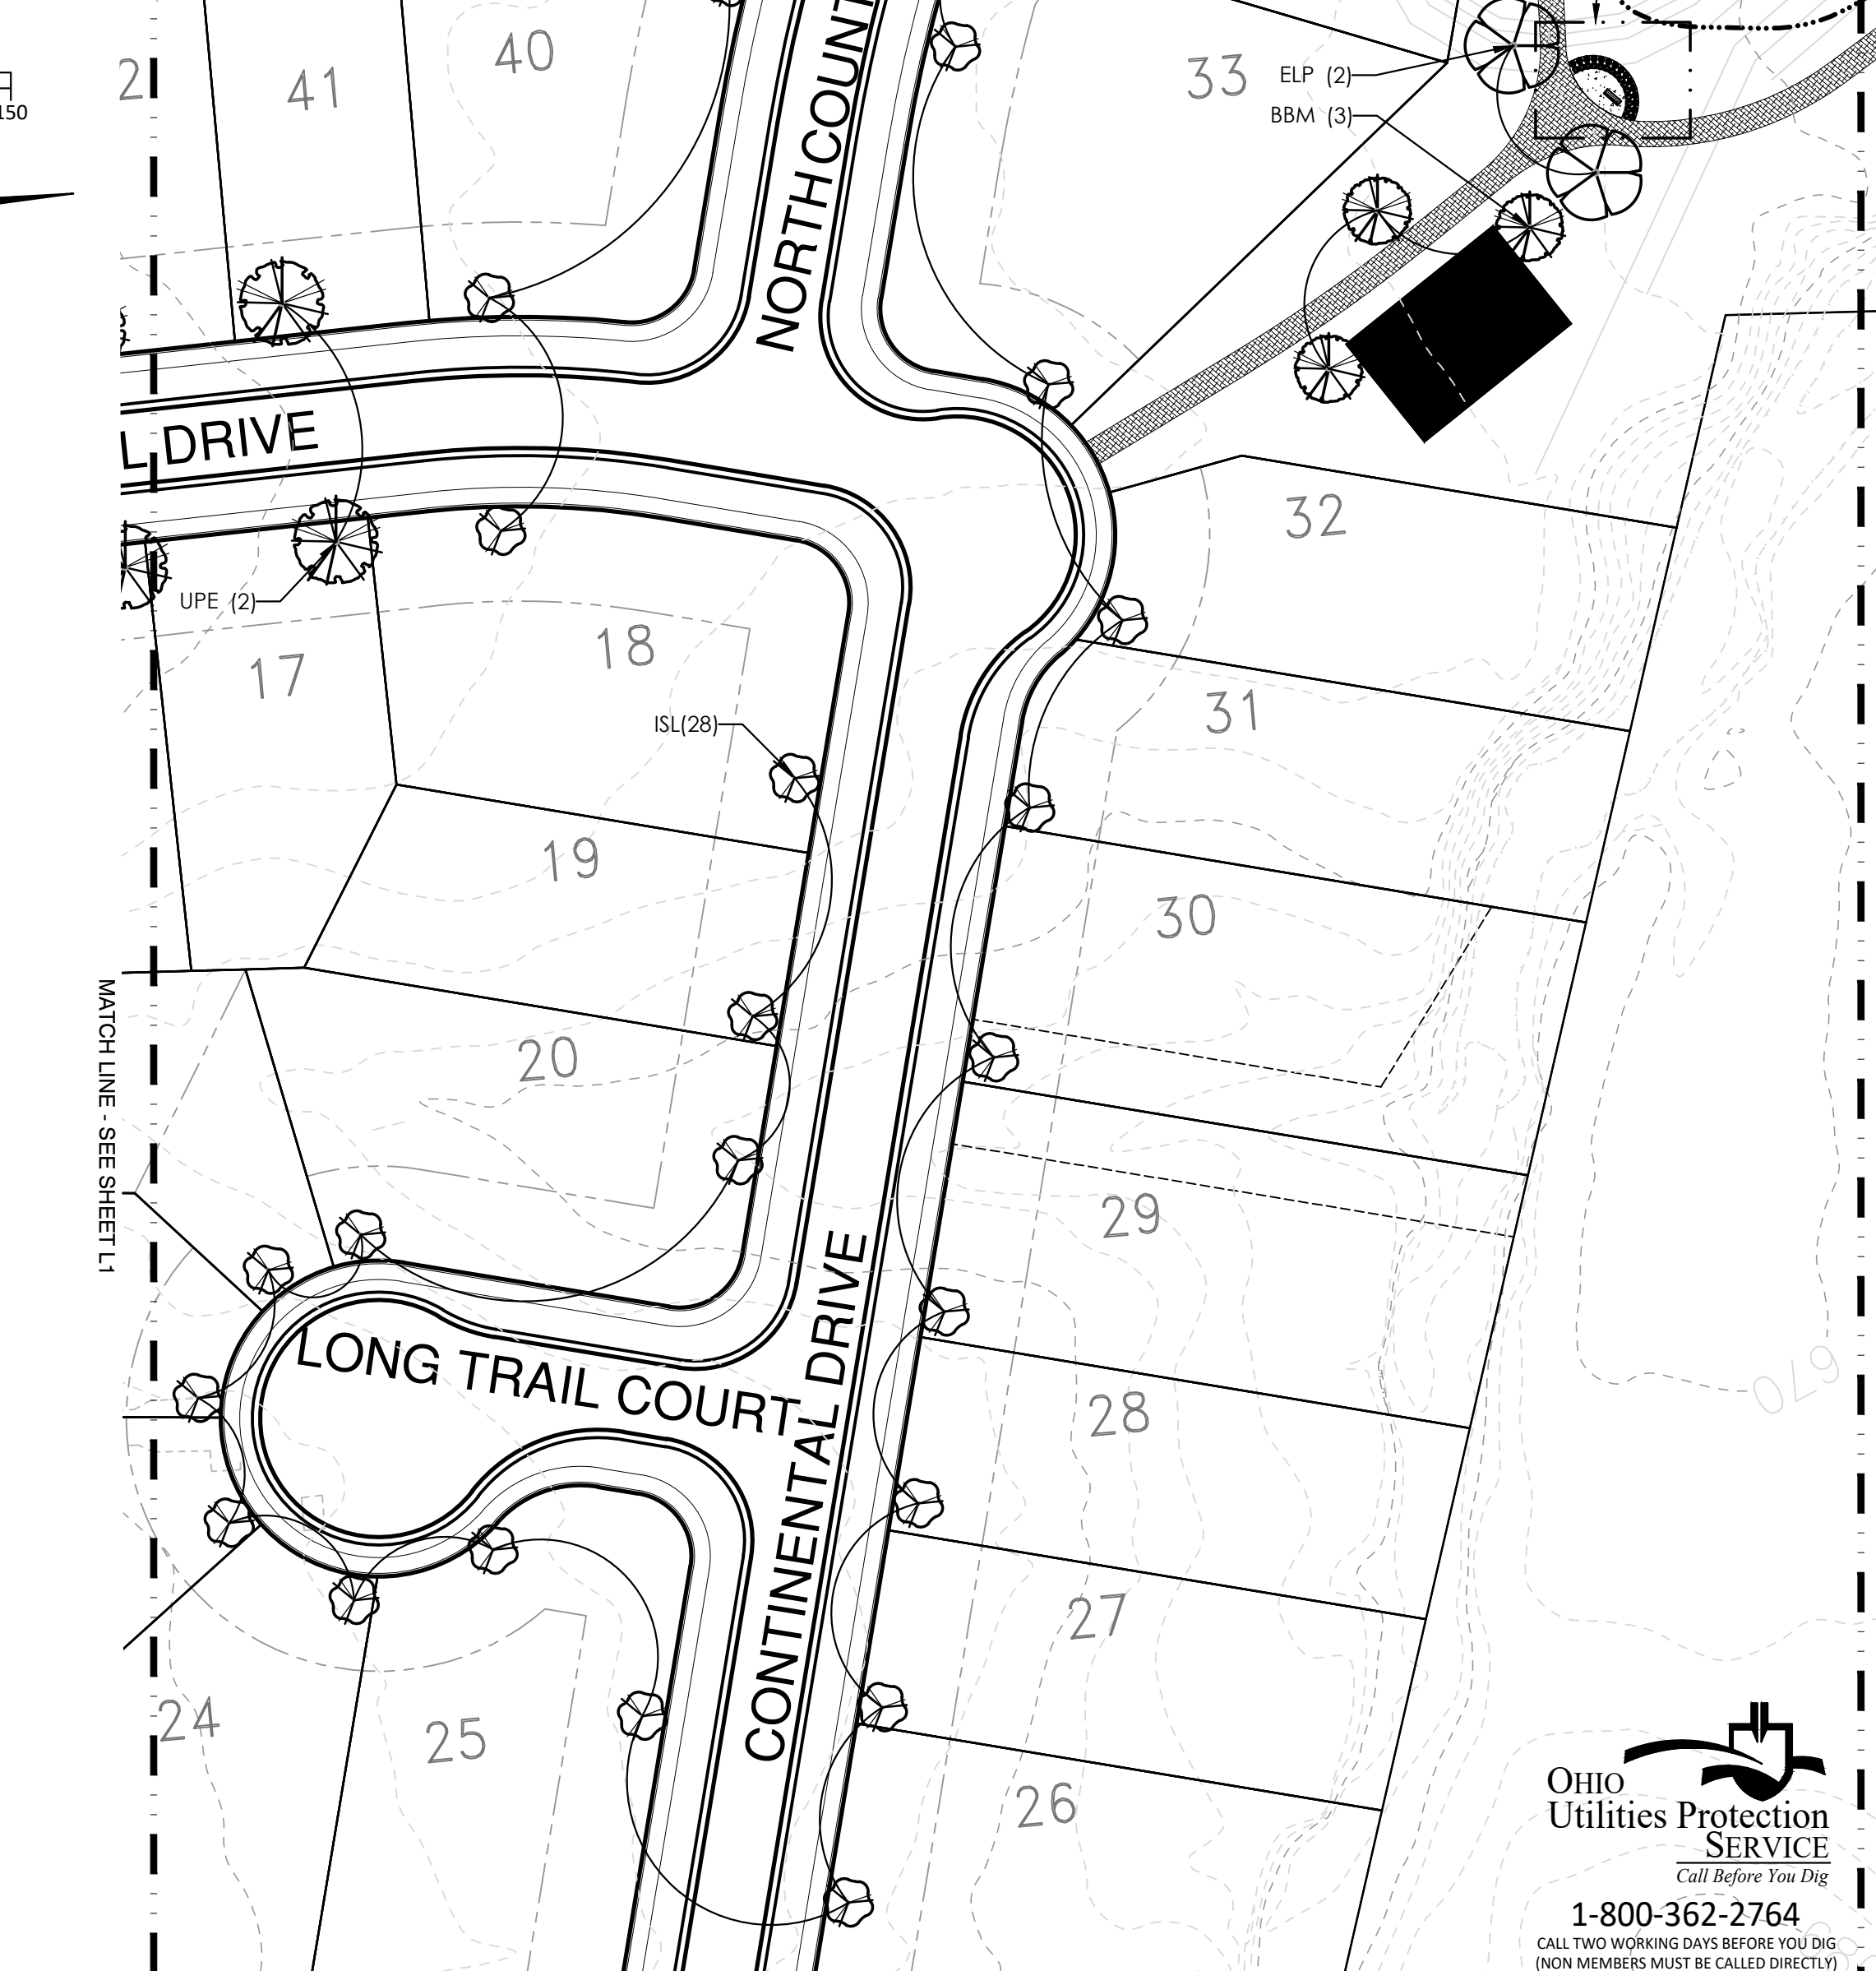 150
2
41
40
NORTH COUNT
33
ELP (2)
BBM (3)
L DRIVE
32
UPE (2)
17
18
31
ISL(28)
19
30
20
MATCH LINE - SEE SHEET L1
29
LONG TRAIL COURT
CONTINENTAL DRIVE
28
670
27
24
25
26
OHIO
Utilities Protection
SERVICE
Call Before You Dig
1-800-362-2764
CALL TWO WORKING DAYS BEFORE YOU DIG
(NON MEMBERS MUST BE CALLED DIRECTLY)